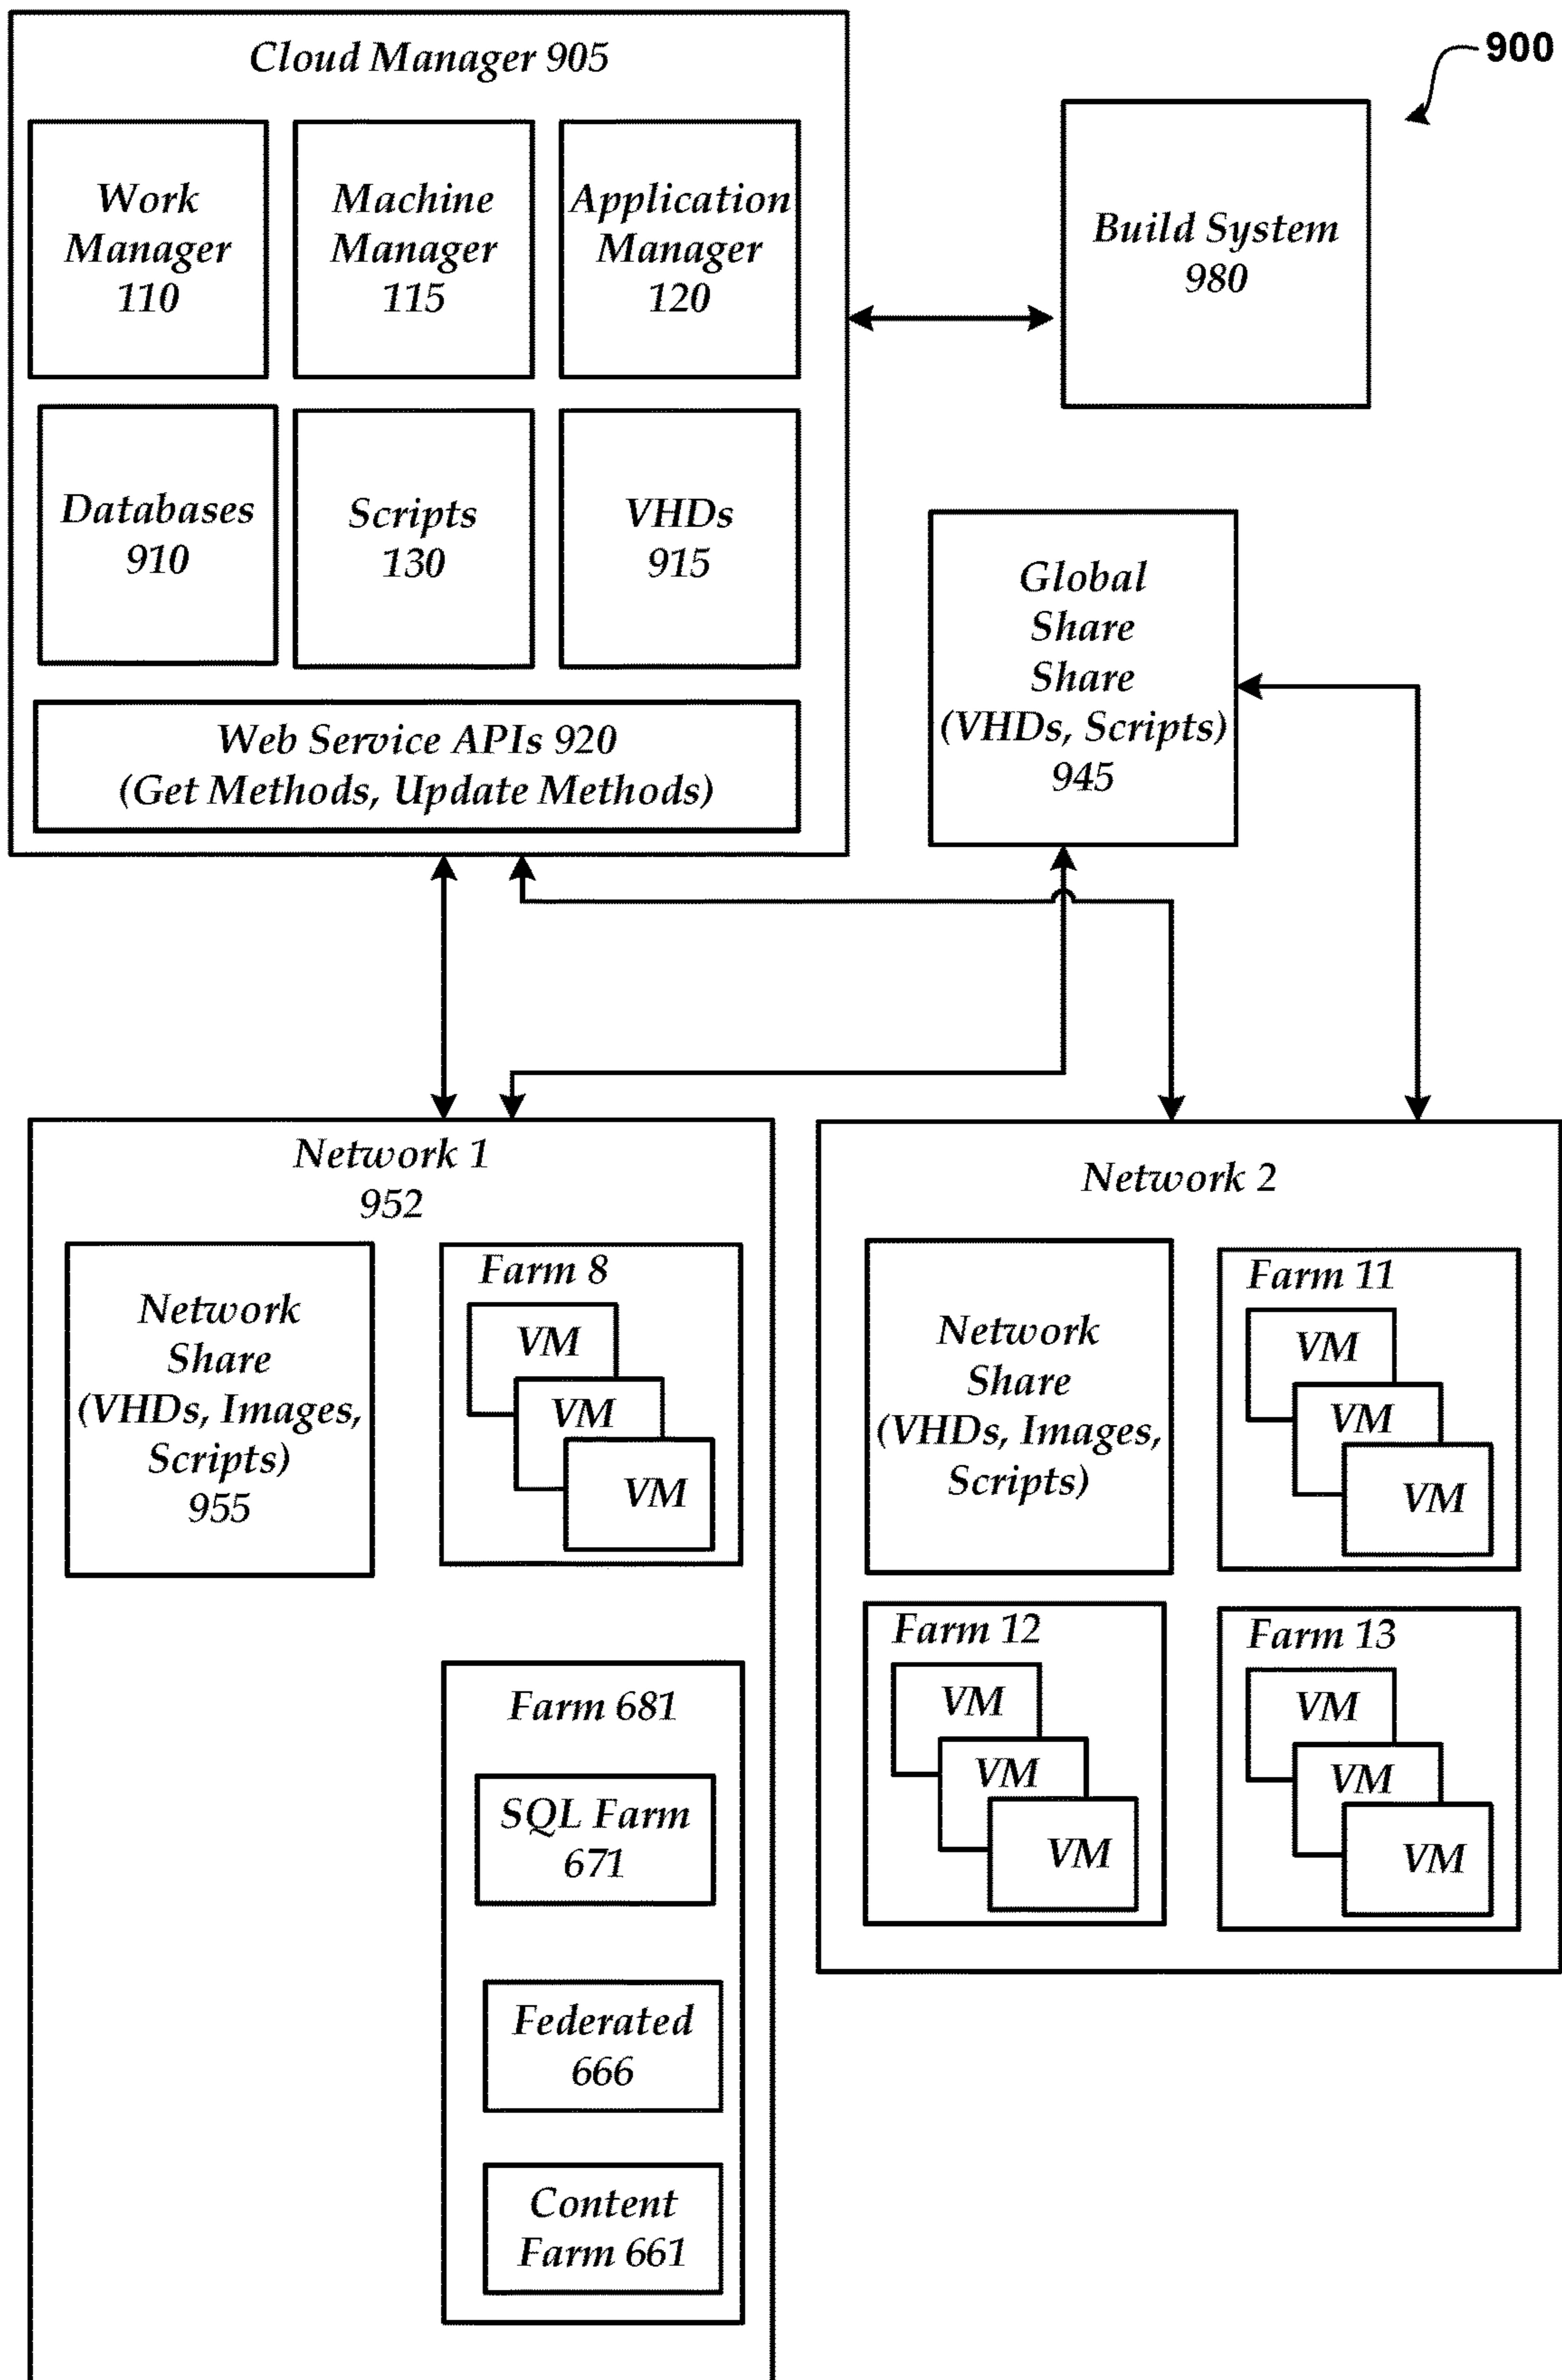 Cloud Manager 905
900
Work
Manager
110
Machine
Manager
115
Application
Manager
120
Build System
980
Databases
910
Scripts
130
VHDs
915
Global
Share
Share
(VHDs, Scripts)
945
Web Service APIs 920
(Get Methods, Update Methods)
Network 1
952
Network
Share
(VHDs, Images,
Scripts)
955
Farm 8
VM
VM
VM
Farm 681
SQL Farm
671
Federated
666
Content
Farm 661
Network 2
Network
Share
(VHDs, Images,
Scripts)
Farm 11
VM
VM
VM
Farm 12
VM
VM
VM
Farm 13
VM
VM
VM